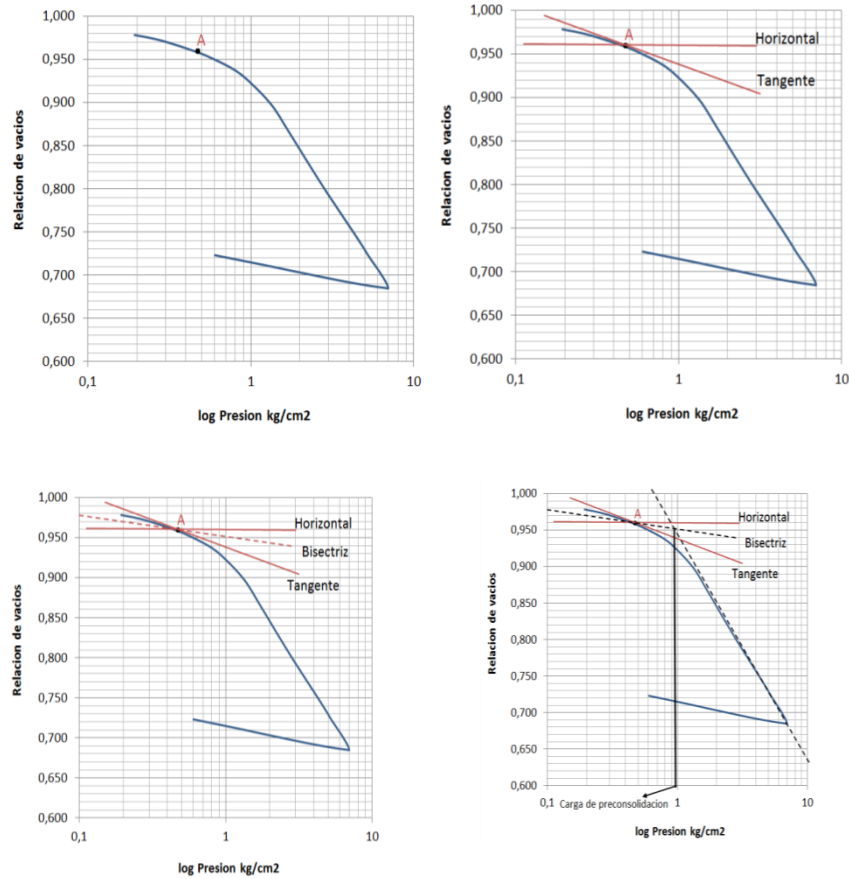 1,000
0,950
0,900
0,850
0,800
0,750
0,700
0,650
0,600
Relacion de vacios
A
0,1 1 10
log Presion kg/cm2
1,000
0,950
0,900
0,850
0,800
0,750
0,700
0,650
0,600
Relacion de vacios
A
Horizontal
Tangente
0,1 1 10
log Presion kg/cm2
1,000
0,950
0,900
0,850
0,800
0,750
0,700
0,650
0,600
Relacion de vacios
A
Horizontal
Bisectriz
Tangente
0,1 1 10
log Presion kg/cm2
1,000
0,950
0,900
0,850
0,800
0,750
0,700
0,650
0,600
Relacion de vacios
A
Horizontal
Bisectriz
Tangente
0,1 1 10
Carga de preconsolidacion
log Presion kg/cm2